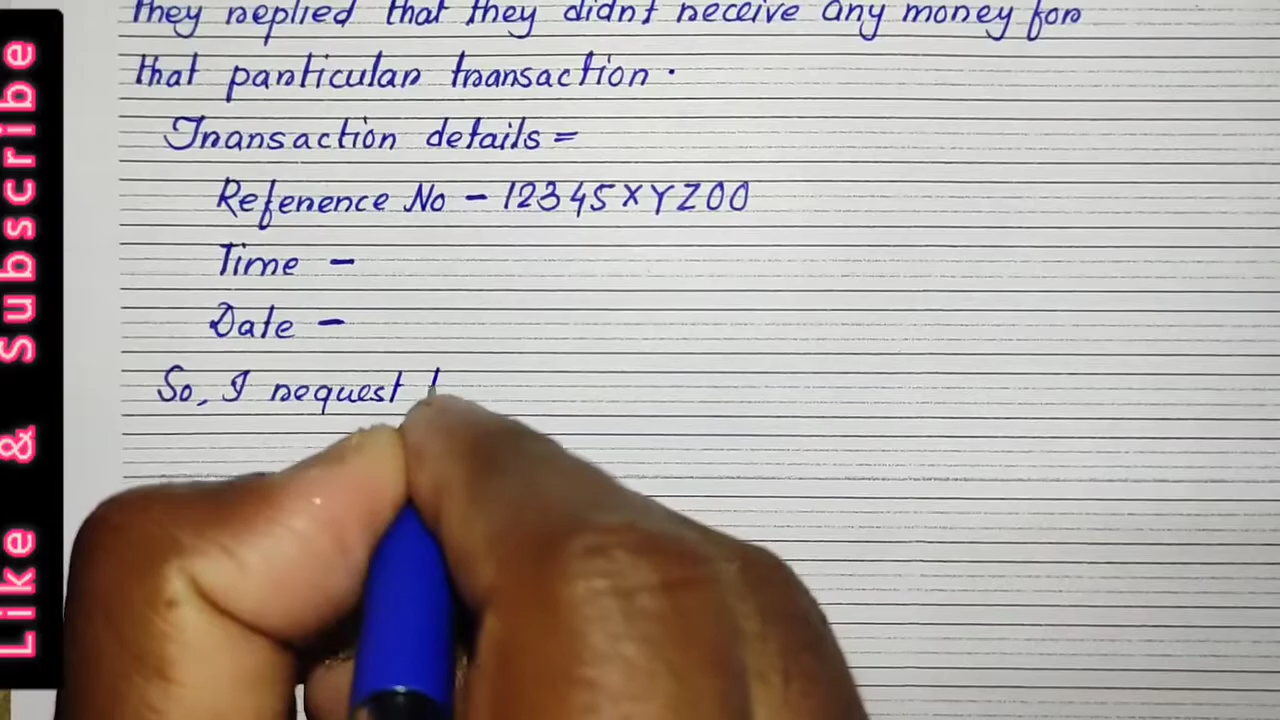 they replied that they didnt receive any money for
that particular transaction.
Transaction details =
Reference No - 12345XYZ00
Time -
Date -
So, I request
Like & Subscribe